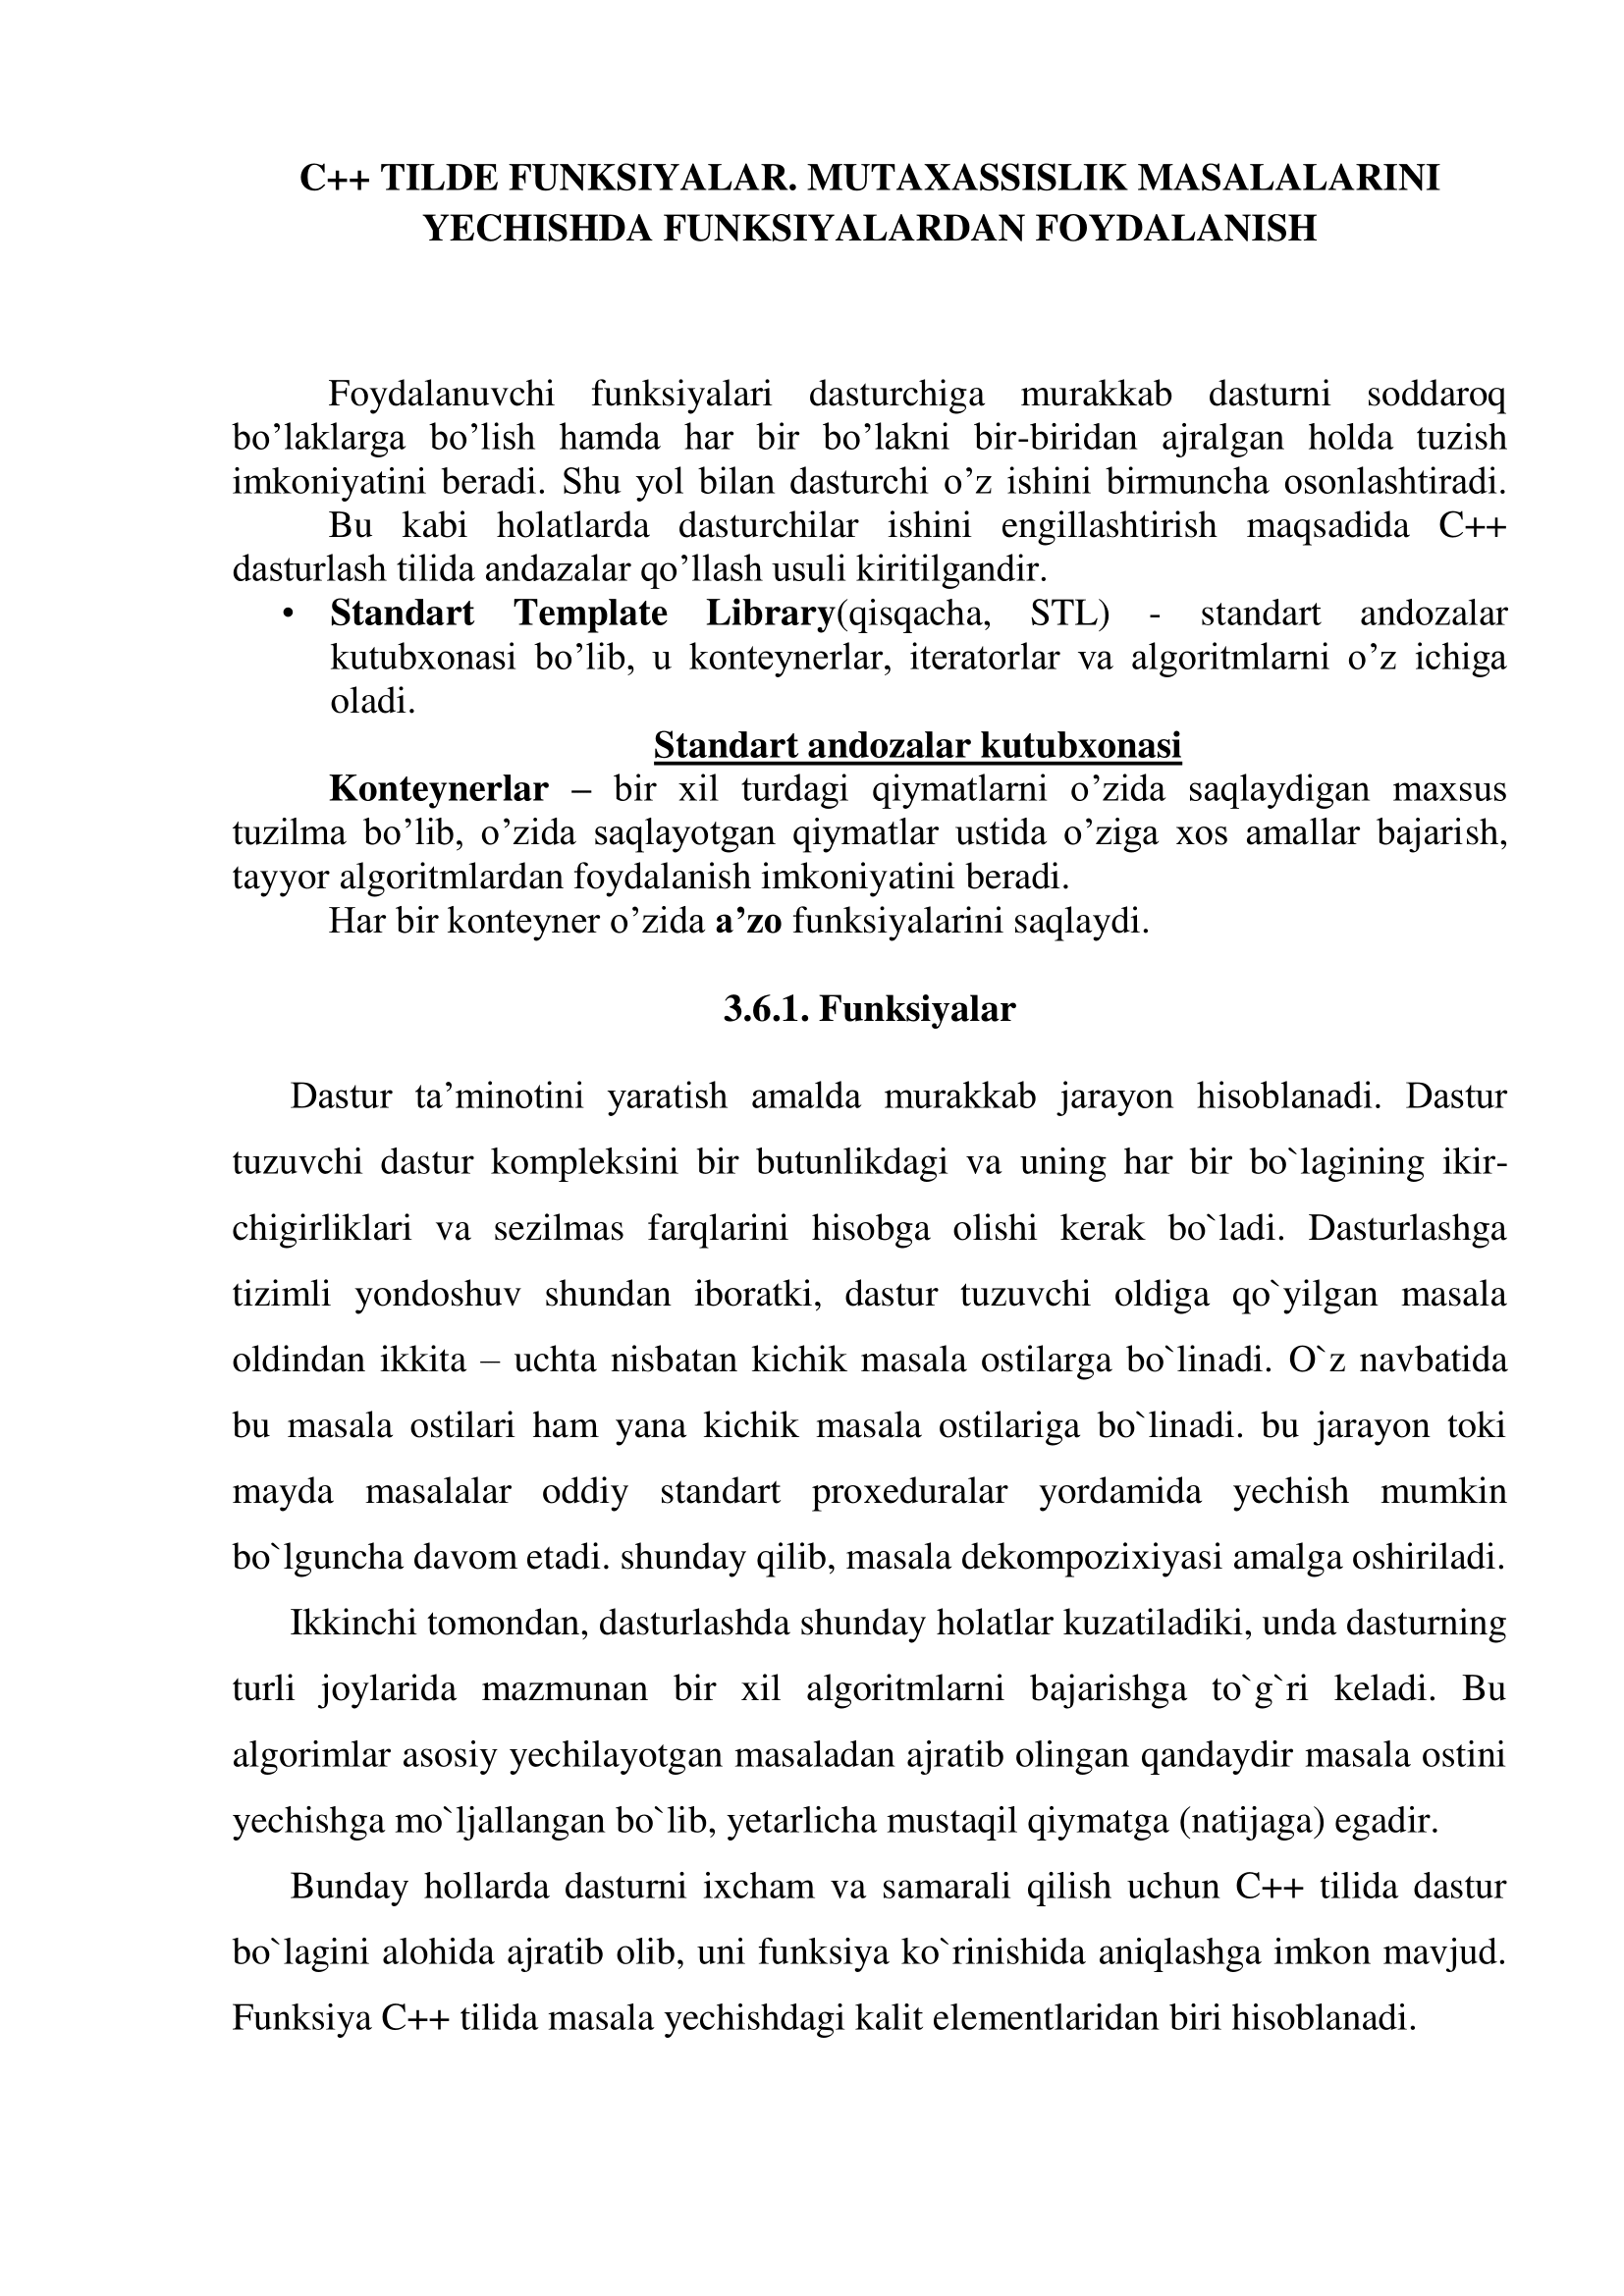 C++ TILDE FUNKSIYALAR. MUTAXASSISLIK MASALALARINI
YECHISHDA FUNKSIYALARDAN FOYDALANISH
Foydalanuvchi funksiyalari dasturchiga murakkab dasturni soddaroq
bo’laklarga bo’lish hamda har bir bo’lakni bir-biridan ajralgan holda tuzish
imkoniyatini beradi. Shu yol bilan dasturchi o’z ishini birmuncha osonlashtiradi.
Bu kabi holatlarda dasturchilar ishini engillashtirish maqsadida C++
dasturlash tilida andazalar qo’llash usuli kiritilgandir.
• Standart Template Library(qisqacha, STL) - standart andozalar
kutubxonasi bo’lib, u konteynerlar, iteratorlar va algoritmlarni o’z ichiga
oladi.
Standart andozalar kutubxonasi
Konteynerlar – bir xil turdagi qiymatlarni o’zida saqlaydigan maxsus
tuzilma bo’lib, o’zida saqlayotgan qiymatlar ustida o’ziga xos amallar bajarish,
tayyor algoritmlardan foydalanish imkoniyatini beradi.
Har bir konteyner o’zida a’zo funksiyalarini saqlaydi.
3.6.1. Funksiyalar
Dastur ta’minotini yaratish amalda murakkab jarayon hisoblanadi. Dastur
tuzuvchi dastur kompleksini bir butunlikdagi va uning har bir bo`lagining ikir-
chigirliklari va sezilmas farqlarini hisobga olishi kerak bo`ladi. Dasturlashga
tizimli yondoshuv shundan iboratki, dastur tuzuvchi oldiga qo`yilgan masala
oldindan ikkita – uchta nisbatan kichik masala ostilarga bo`linadi. O`z navbatida
bu masala ostilari ham yana kichik masala ostilariga bo`linadi. bu jarayon toki
mayda masalalar oddiy standart proxeduralar yordamida yechish mumkin
bo`lguncha davom etadi. shunday qilib, masala dekompozixiyasi amalga oshiriladi.
Ikkinchi tomondan, dasturlashda shunday holatlar kuzatiladiki, unda dasturning
turli joylarida mazmunan bir xil algoritmlarni bajarishga to`g`ri keladi. Bu
algorimlar asosiy yechilayotgan masaladan ajratib olingan qandaydir masala ostini
yechishga mo`ljallangan bo`lib, yetarlicha mustaqil qiymatga (natijaga) egadir.
Bunday hollarda dasturni ixcham va samarali qilish uchun C++ tilida dastur
bo`lagini alohida ajratib olib, uni funksiya ko`rinishida aniqlashga imkon mavjud.
Funksiya C++ tilida masala yechishdagi kalit elementlaridan biri hisoblanadi.